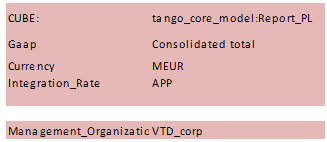 CUBE: tango_core_model:Report_PL
Gaap Consolidated total
Currency MEUR
Integration_Rate APP
Management_Organizatic VTD_corp